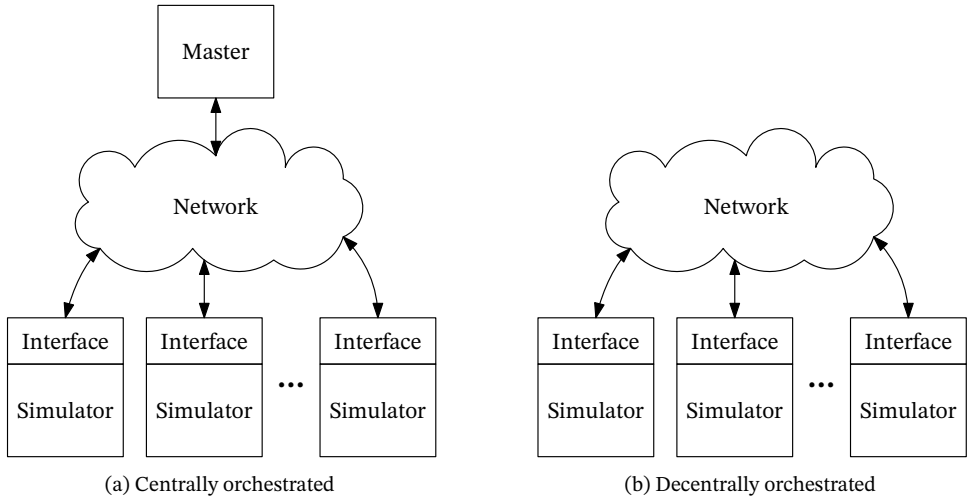 Master
Network
Interface Interface Interface
Simulator Simulator ... Simulator
(a) Centrally orchestrated
Network
Interface Interface Interface
Simulator Simulator ... Simulator
(b) Decentrally orchestrated